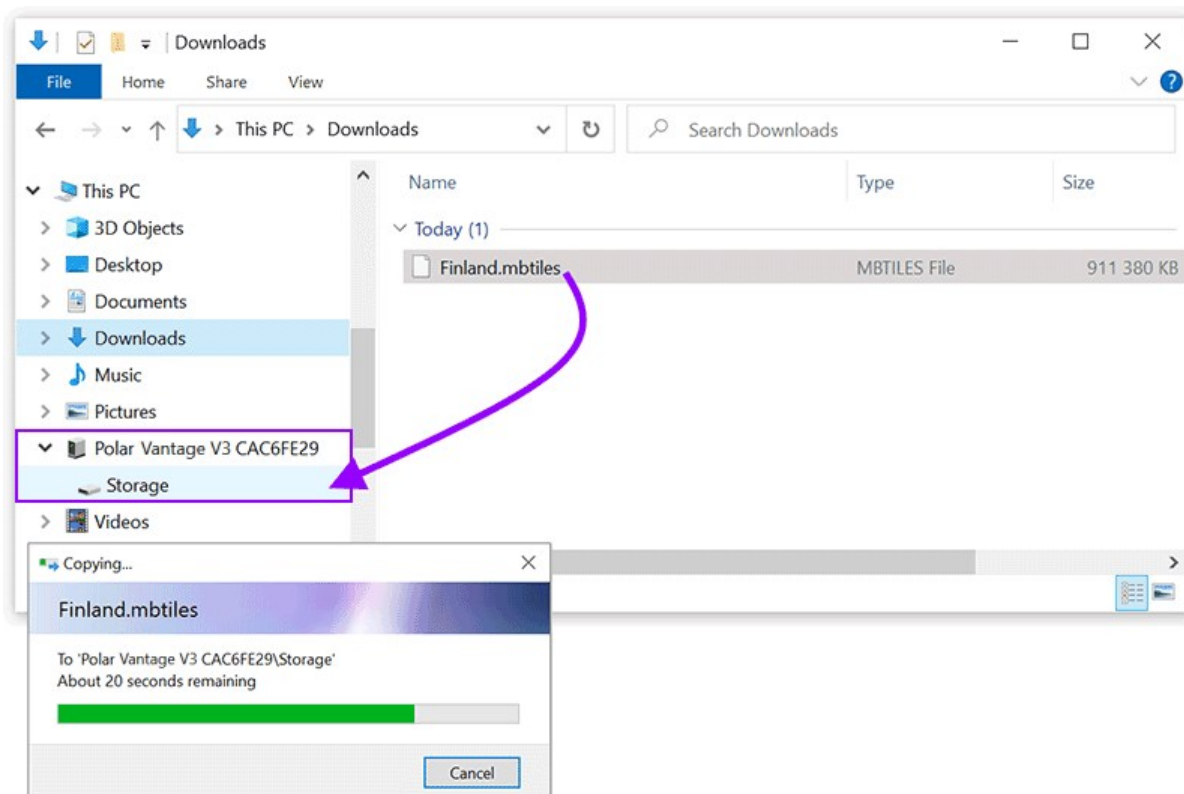 Downloads
File Home Share View
This PC > Downloads
Search Downloads
Name Type Size
This PC
3D Objects
Desktop
Documents
Downloads
Music
Pictures
Polar Vantage V3 CAC6FE29
Storage
Videos
Today (1)
Finland.mbtiles MBTILES File 911 380 KB
Copying...
Finland.mbtiles
To 'Polar Vantage V3 CAC6FE29\Storage'
About 20 seconds remaining
Cancel